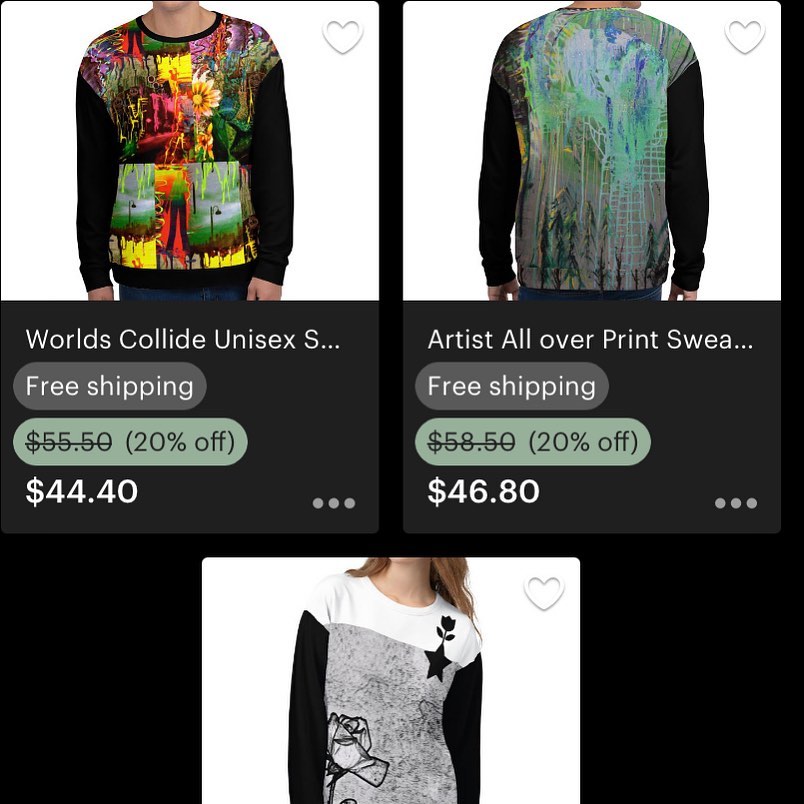 Worlds Collide Unisex S...
Free shipping
$55.50 (20% off)
$44.40
Artist All over Print Swea...
Free shipping
$58.50 (20% off)
$46.80